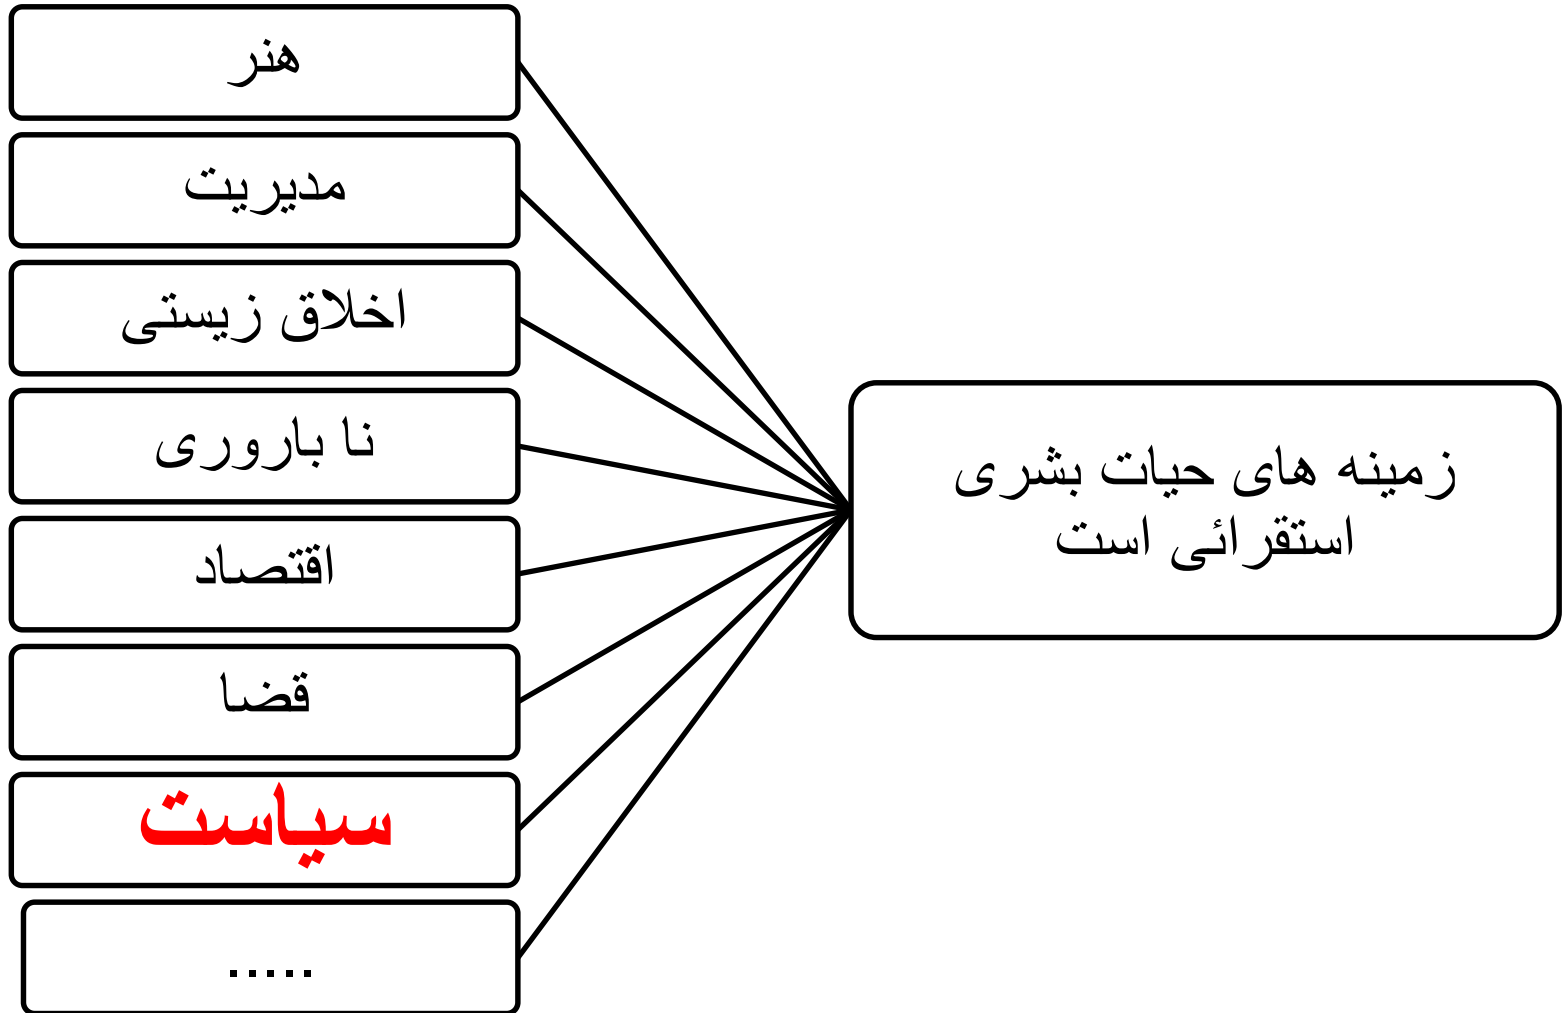 زمینه های حیات بشری
استقرائی است
هنر
مدیریت
اخلاق زیستی
نا باروری
اقتصاد
قضا
سیاست
.....